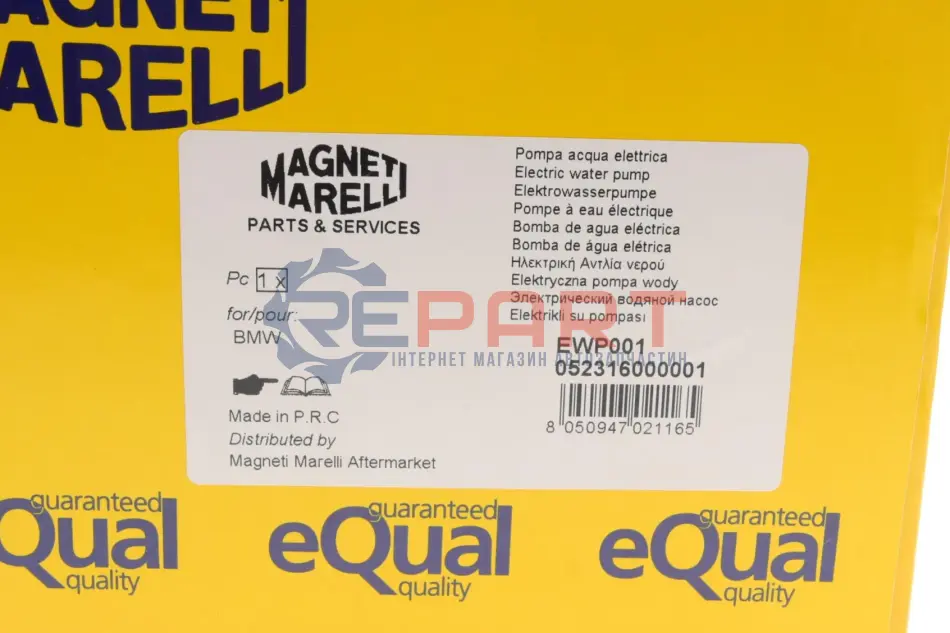 MAGNETI
MARELLI
MAGNETI
MARELLI
PARTS & SERVICES
Pc 1 x
for/pour:
BMW
Made in P.R.C
Distributed by
Magneti Marelli Aftermarket
Pompa acqua elettrica
Electric water pump
Elektrowasserpumpe
Pompe à eau électrique
Bomba de agua eléctrica
Bomba de água elétrica
Ηλεκτρική Αντλία νερού
Elektryczna pompa wody
Электрический водяной насос
Elektrikli su pompası
EWP001
052316000001
8 050947 021165
REPART
ІНТЕРНЕТ МАГАЗИН АВТОЗАПЧАСТИН
guaranteed
eQual
quality
guaranteed
eQual
quality
guaranteed
eQual
quality